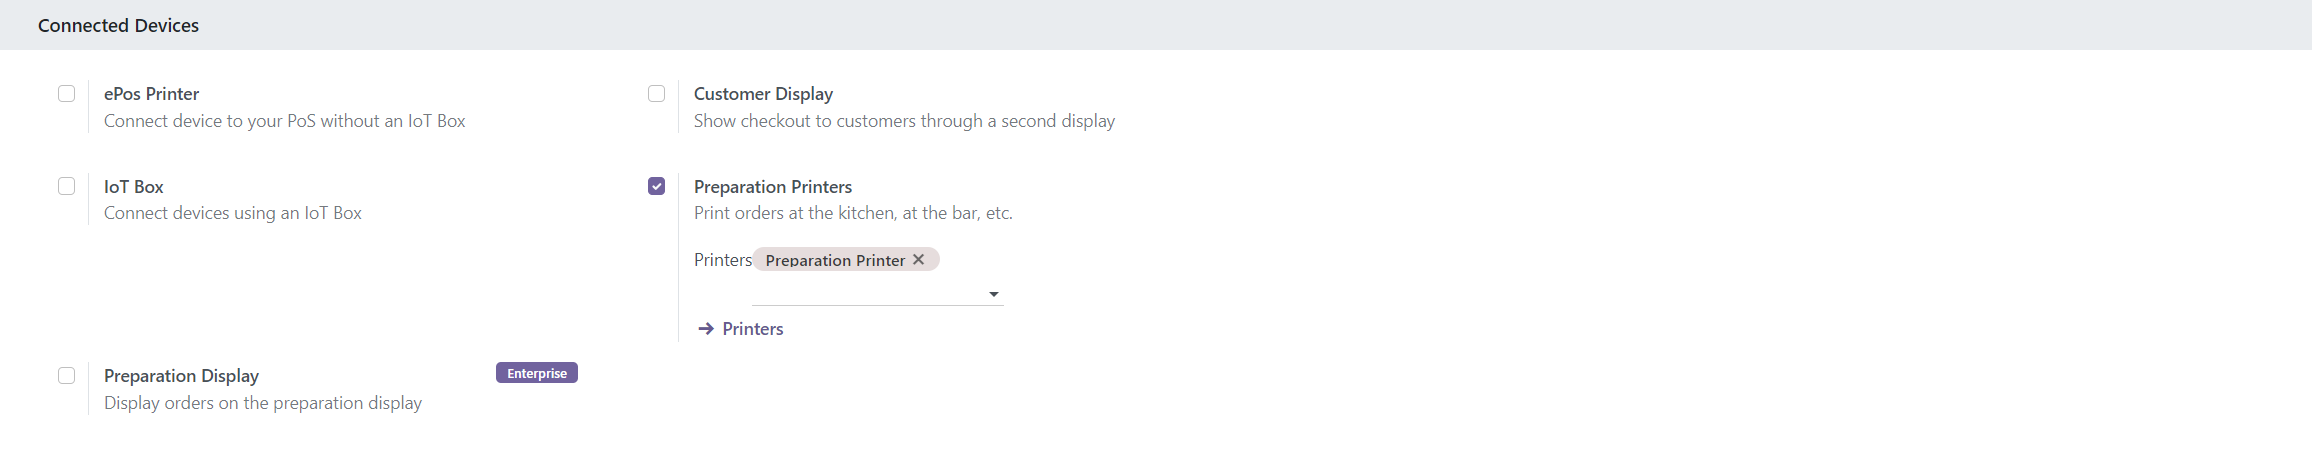 Connected Devices
ePos Printer
Connect device to your PoS without an IoT Box
Customer Display
Show checkout to customers through a second display
IoT Box
Connect devices using an IoT Box
Preparation Printers
Print orders at the kitchen, at the bar, etc.
Printers Preparation Printer ✕
→ Printers
Preparation Display Enterprise
Display orders on the preparation display